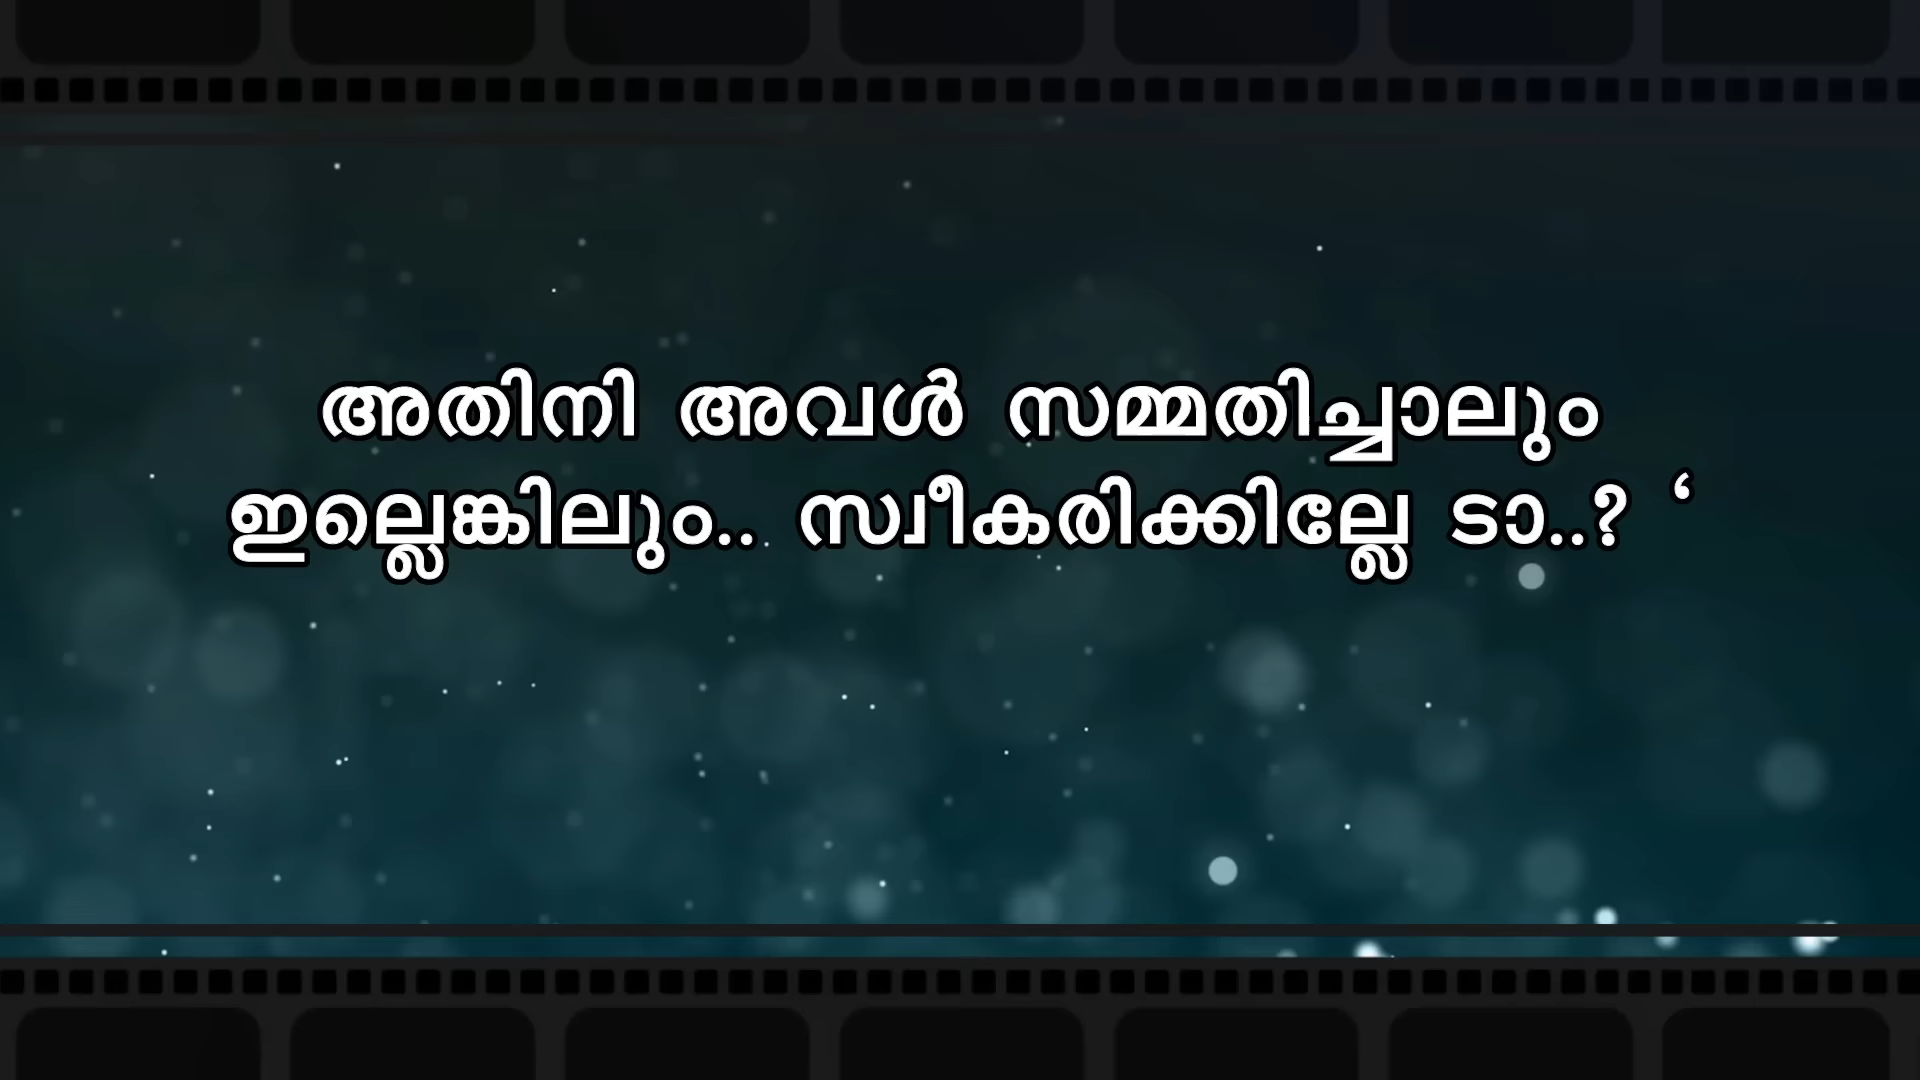 അതിനി അവൾ സമ്മതിച്ചാലും
ഇല്ലെങ്കിലും.. സ്വീകരിക്കില്ലേ ടാ..? ‘